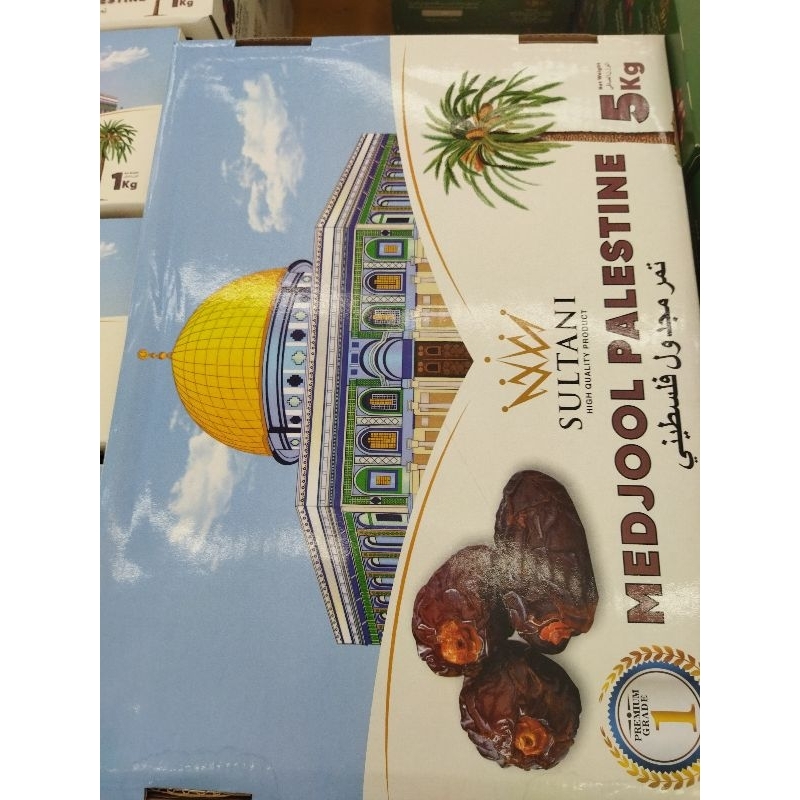 SULTANI
HIGH QUALITY PRODUCT
MEDJOOL PALESTINE
تمر مجدول فلسطيني
Net Weight
5Kg
PREMIUM
GRADE
1
1Kg
1Kg